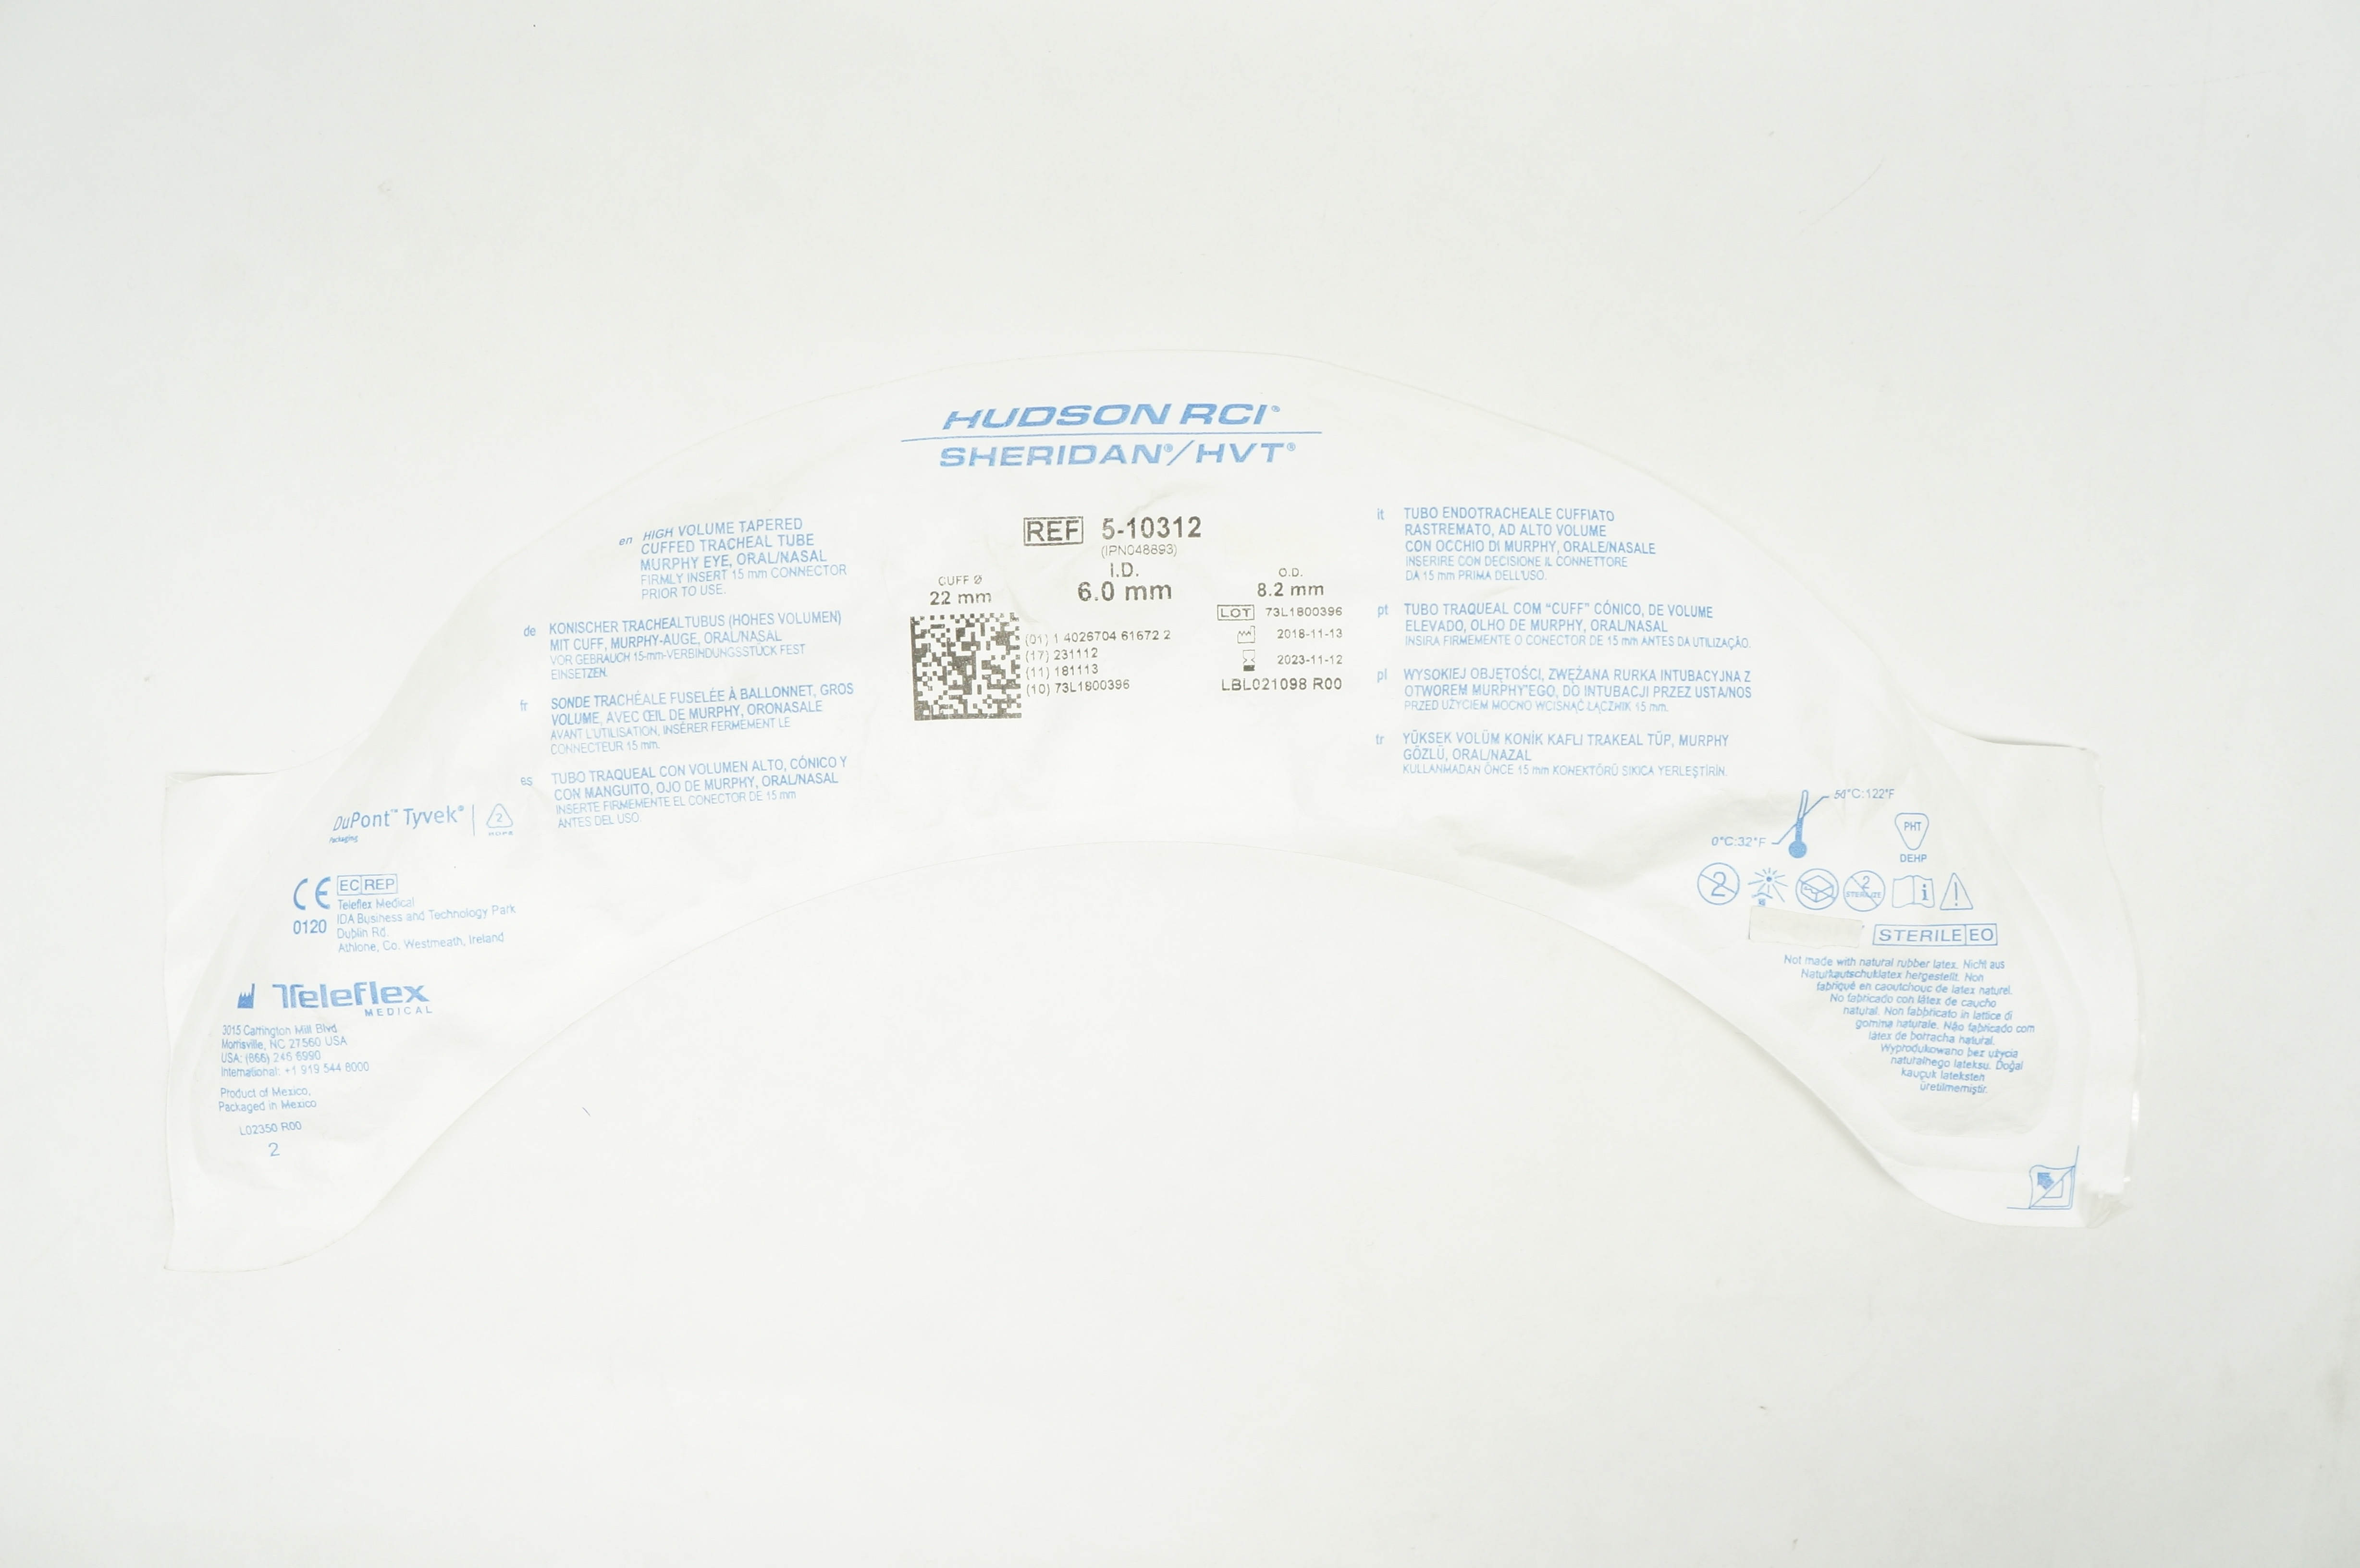 HUDSON RCI®
SHERIDAN®/HVT®
en HIGH VOLUME TAPERED
CUFFED TRACHEAL TUBE
MURPHY EYE, ORAL/NASAL
FIRMLY INSERT 15 mm CONNECTOR
PRIOR TO USE.
de KONISCHER TRACHEALTUBUS (HOHES VOLUMEN)
MIT CUFF, MURPHY-AUGE, ORAL/NASAL
VOR GEBRAUCH 15-mm-VERBINDUNGSSTÜCK FEST
EINSETZEN.
fr SONDE TRACHÉALE FUSELÉE À BALLONNET, GROS
VOLUME, AVEC ŒIL DE MURPHY, ORONASALE
AVANT L'UTILISATION, INSÉRER FERMEMENT LE
CONNECTEUR 15 mm.
es TUBO TRAQUEAL CON VOLUMEN ALTO, CÓNICO Y
CON MANGUITO, OJO DE MURPHY, ORAL/NASAL
INSERTE FIRMEMENTE EL CONECTOR DE 15 mm
ANTES DEL USO.
REF 5-10312
(IPN048893)
I.D.
6.0 mm
CUFF Ø
22 mm
O.D.
8.2 mm
(01) 1 4026704 61672 2
(17) 231112
(11) 181113
(10) 73L1800396
LOT 73L1800396
2018-11-13
2023-11-12
LBL021098 R00
it TUBO ENDOTRACHEALE CUFFIATO
RASTREMATO, AD ALTO VOLUME
CON OCCHIO DI MURPHY, ORALE/NASALE
INSERIRE CON DECISIONE IL CONNETTORE
DA 15 mm PRIMA DELL'USO.
pt TUBO TRAQUEAL COM “CUFF” CÓNICO, DE VOLUME
ELEVADO, OLHO DE MURPHY, ORAL/NASAL
INSIRA FIRMEMENTE O CONECTOR DE 15 mm ANTES DA UTILIZAÇÃO.
pl WYSOKIEJ OBJĘTOŚCI, ZWĘŻANA RURKA INTUBACYJNA Z
OTWOREM MURPHY'EGO, DO INTUBACJI PRZEZ USTA/NOS
PRZED UŻYCIEM MOCNO WCISNĄĆ ŁĄCZNIK 15 mm.
tr YÜKSEK VOLÜM KONİK KAFLI TRAKEAL TÜP, MURPHY
GÖZLÜ, ORAL/NAZAL
KULLANMADAN ÖNCE 15 mm KONEKTÖRÜ SIKICA YERLEŞTİRİN.
DuPont™ Tyvek®
Packaging
2
HDPE
CE
0120
EC REP
Teleflex Medical
IDA Business and Technology Park
Dublin Rd.
Athlone, Co. Westmeath, Ireland
Teleflex
MEDICAL
3015 Carrington Mill Blvd.
Morrisville, NC 27560 USA
USA: (866) 246 6990
International: +1 919 544 8000
Product of Mexico,
Packaged in Mexico
L02350 R00
2
50°C:122°F
0°C:32°F
PHT
DEHP
2
2
STERILIZE
i
!
STERILE EO
Not made with natural rubber latex. Nicht aus
Naturkautschuklatex hergestellt. Non
fabriqué en caoutchouc de latex naturel.
No fabricado con látex de caucho
natural. Non fabbricato in lattice di
gomma naturale. Não fabricado com
látex de borracha natural.
Wyprodukowano bez użycia
naturalnego lateksu. Doğal
kauçuk lateksten
üretilmemiştir.